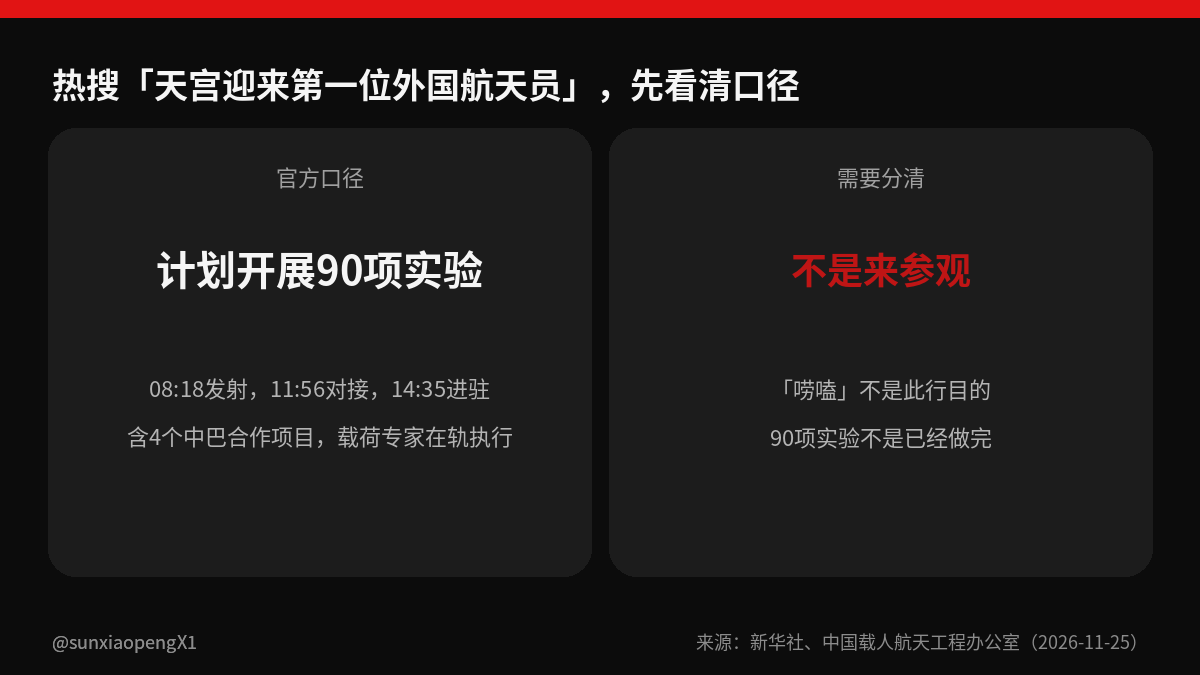 热搜「天宫迎来第一位外国航天员」，先看清口径
官方口径
计划开展90项实验
08:18发射，11:56对接，14:35进驻
含4个中巴合作项目，载荷专家在轨执行
需要分清
不是来参观
「唠嗑」不是此行目的
90项实验不是已经做完
@sunxiaopengX1
来源：新华社、中国载人航天工程办公室（2026-11-25）